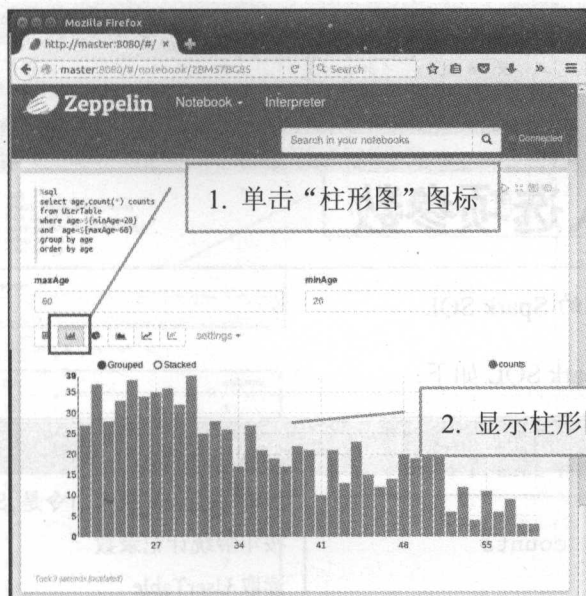 Mozilla Firefox
http://master:8080/#/
master:8080/#/notebook/2BMS7BG85
Search
Zeppelin
Notebook
Interpreter
Search in your notebooks
Connected
%sql
select age,count(*) counts
from UserTable
where age>=${minAge=20}
and age<=${maxAge=60}
group by age
order by age
1. 单击“柱形图”图标
maxAge
minAge
60
20
settings
Grouped
Stacked
counts
39
35
30
25
20
15
10
5
0
2. 显示柱形
27
34
41
48
55